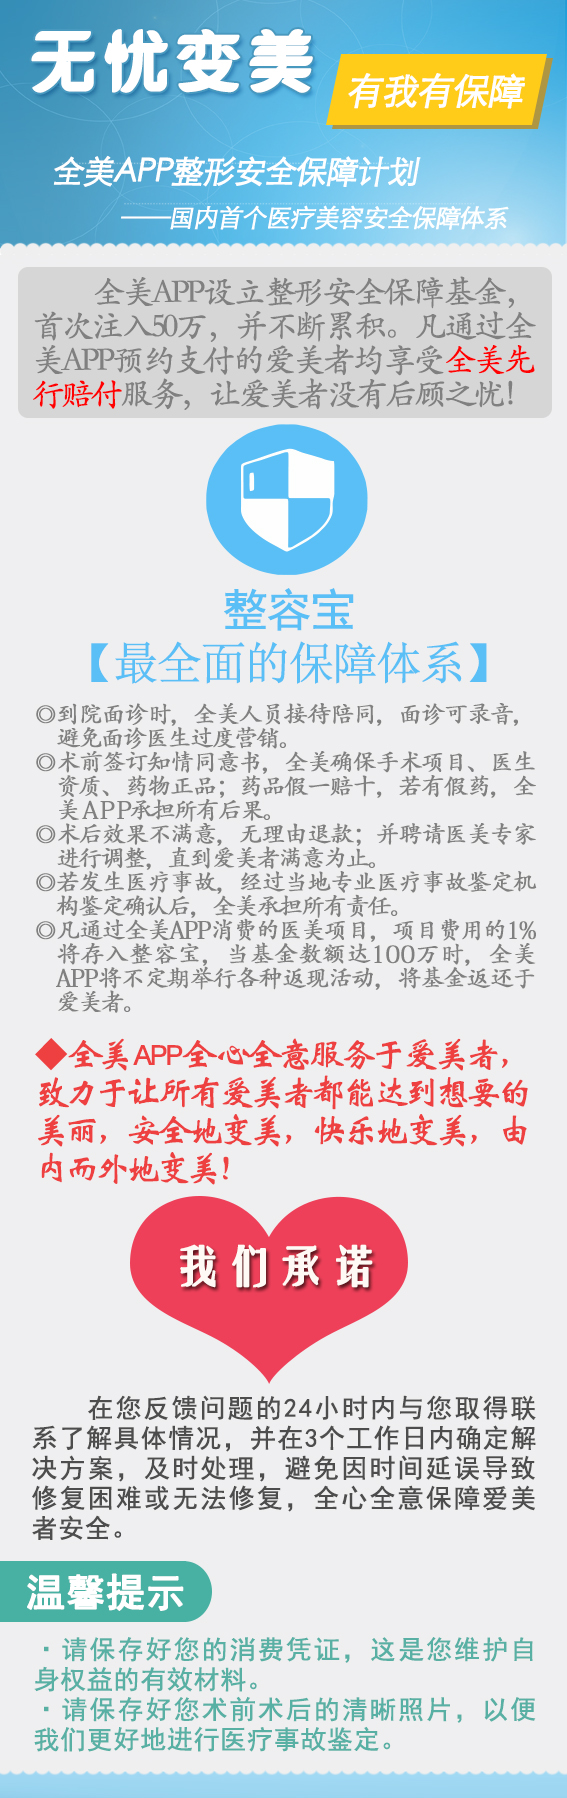 无忧变美
有我有保障
全美APP整形安全保障计划
——国内首个医疗美容安全保障体系
全美APP设立整形安全保障基金，
首次注入50万，并不断累积。凡通过全
美APP预约支付的爱美者均享受全美先
行赔付服务，让爱美者没有后顾之忧！
整容宝
【最全面的保障体系】
◎到院面诊时，全美人员接待陪同，面诊可录音，
避免面诊医生过度营销。
◎术前签订知情同意书，全美确保手术项目、医生
资质、药物正品；药品假一赔十，若有假药，全
美APP承担所有后果。
◎术后效果不满意，无理由退款；并聘请医美专家
进行调整，直到爱美者满意为止。
◎若发生医疗事故，经过当地专业医疗事故鉴定机
构鉴定确认后，全美承担所有责任。
◎凡通过全美APP消费的医美项目，项目费用的1%
将存入整容宝，当基金数额达100万时，全美
APP将不定期举行各种返现活动，将基金返还于
爱美者。
◆全美APP全心全意服务于爱美者，
致力于让所有爱美者都能达到想要的
美丽，安全地变美，快乐地变美，由
内而外地变美！
我们承诺
在您反馈问题的24小时内与您取得联
系了解具体情况，并在3个工作日内确定解
决方案，及时处理，避免因时间延误导致
修复困难或无法修复，全心全意保障爱美
者安全。
温馨提示
·请保存好您的消费凭证，这是您维护自
身权益的有效材料。
·请保存好您术前术后的清晰照片，以便
我们更好地进行医疗事故鉴定。